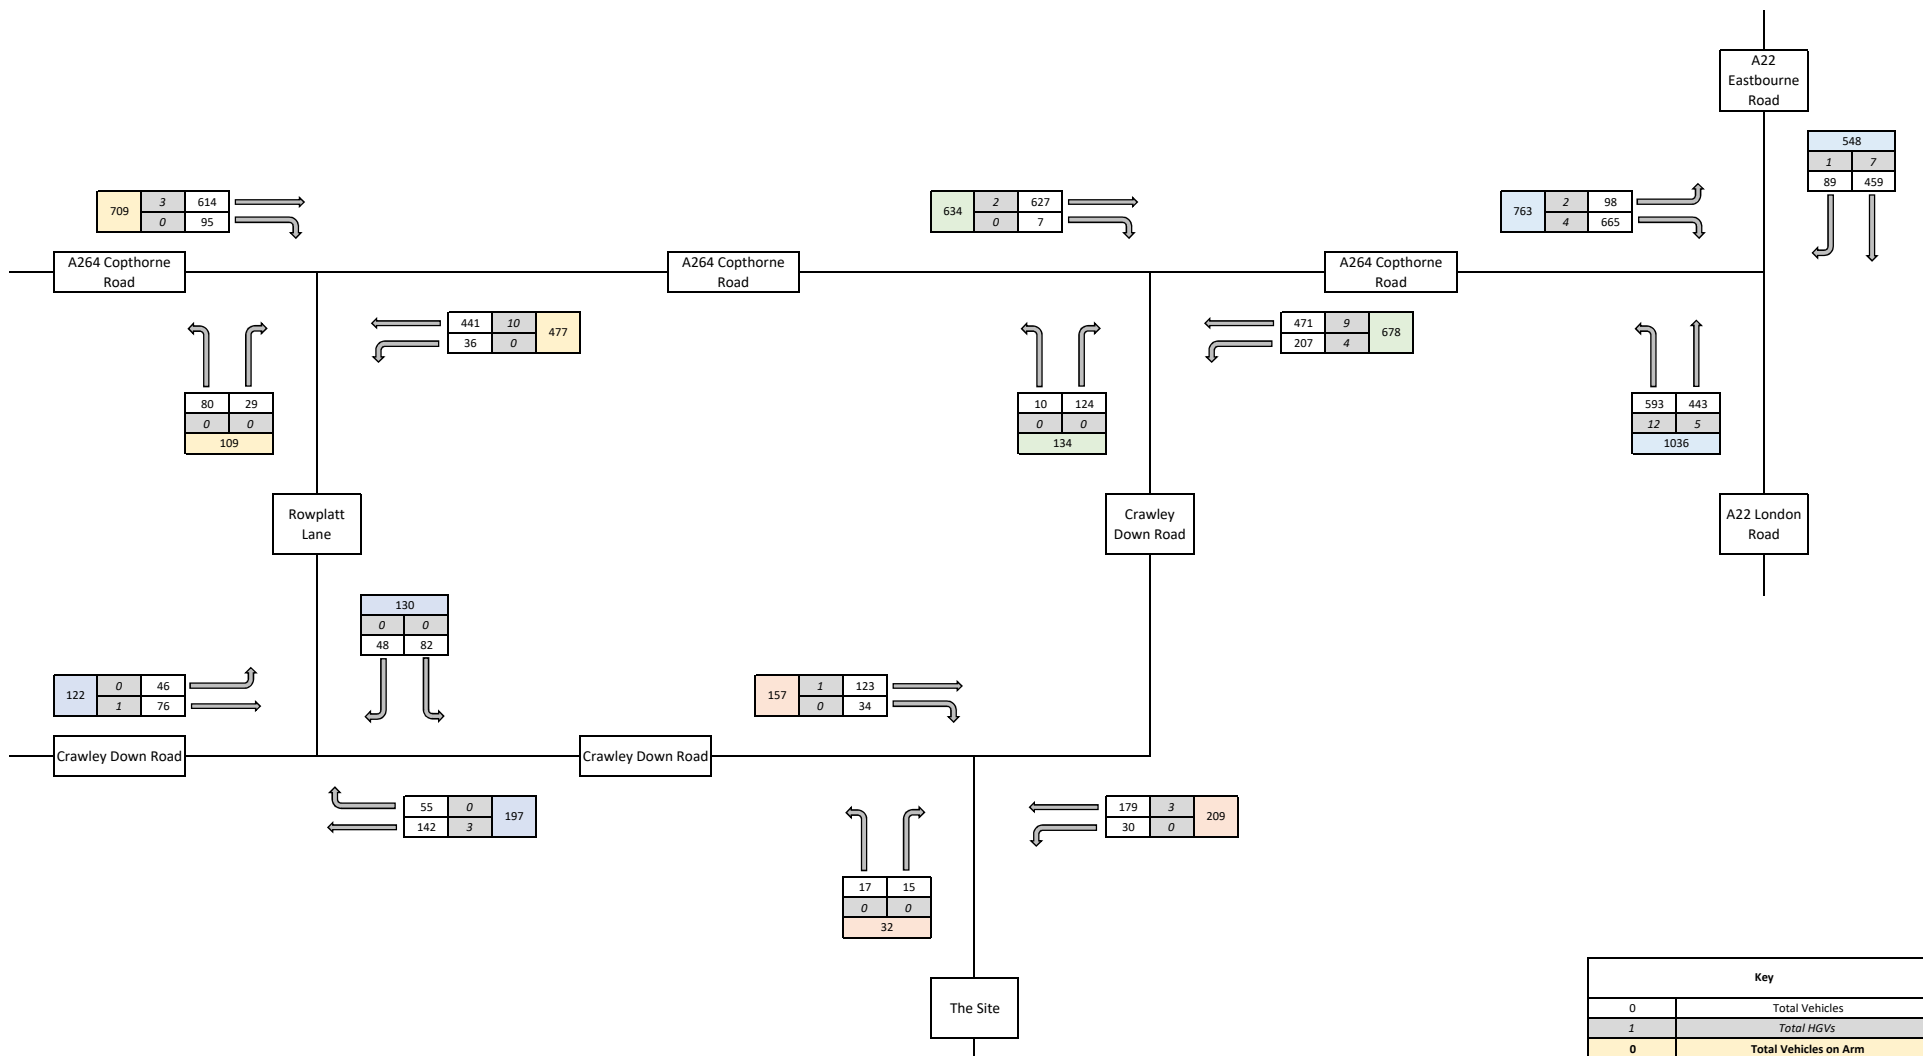 A22
Eastbourne
Road
548
1 7
89 459
709 3 614
0 95
634 2 627
0 7
763 2 98
4 665
A264 Copthorne
Road
A264 Copthorne
Road
A264 Copthorne
Road
441 10 477
36 0
471 9 678
207 4
80 29
0 0
109
10 124
0 0
134
593 443
12 5
1036
Rowplatt
Lane
Crawley
Down Road
A22 London
Road
130
0 0
48 82
122 0 46
1 76
157 1 123
0 34
Crawley Down Road
Crawley Down Road
55 0 197
142 3
179 3 209
30 0
17 15
0 0
32
The Site
Key
0 Total Vehicles
1 Total HGVs
0 Total Vehicles on Arm